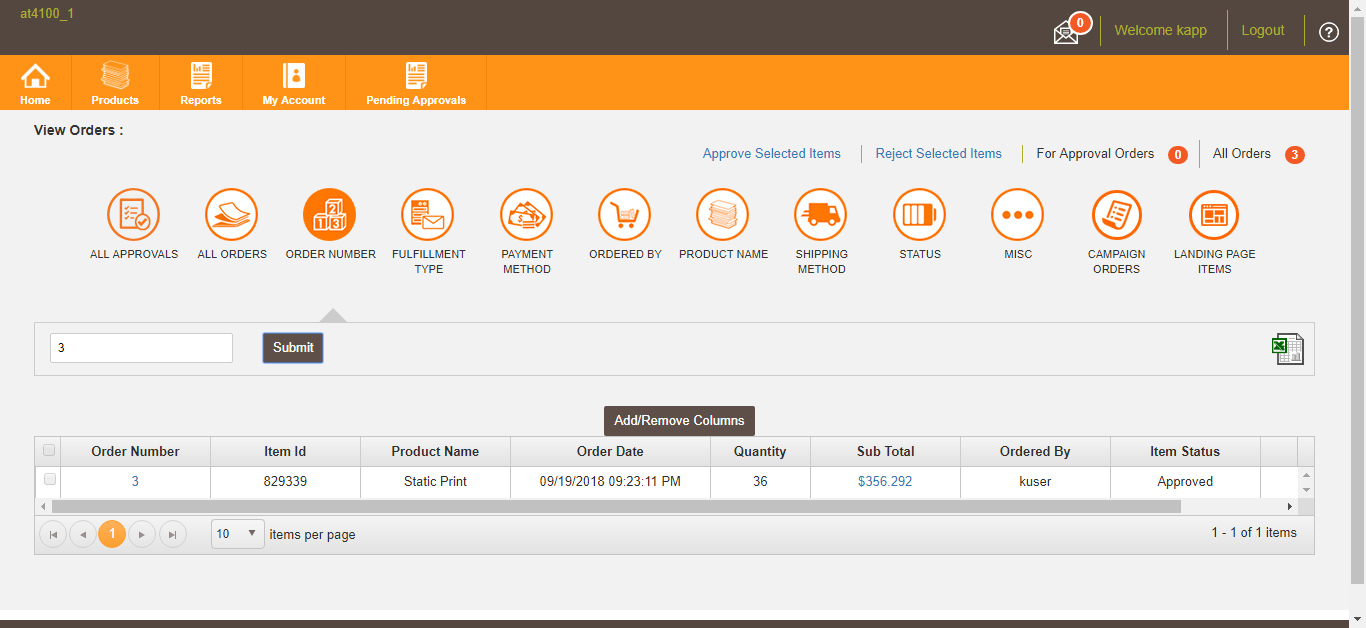 at4100_1
0
Welcome kapp
Logout
?
Home
Products
Reports
My Account
Pending Approvals
View Orders :
Approve Selected Items
Reject Selected Items
For Approval Orders 0
All Orders 3
2
1 3
ALL APPROVALS
ALL ORDERS
ORDER NUMBER
FULFILLMENT
TYPE
PAYMENT
METHOD
ORDERED BY
PRODUCT NAME
SHIPPING
METHOD
STATUS
MISC
CAMPAIGN
ORDERS
LANDING PAGE
ITEMS
3
Submit
Add/Remove Columns
Order Number Item Id Product Name Order Date Quantity Sub Total Ordered By Item Status
3 829339 Static Print 09/19/2018 09:23:11 PM 36 $356.292 kuser Approved
1
10 items per page
1 - 1 of 1 items